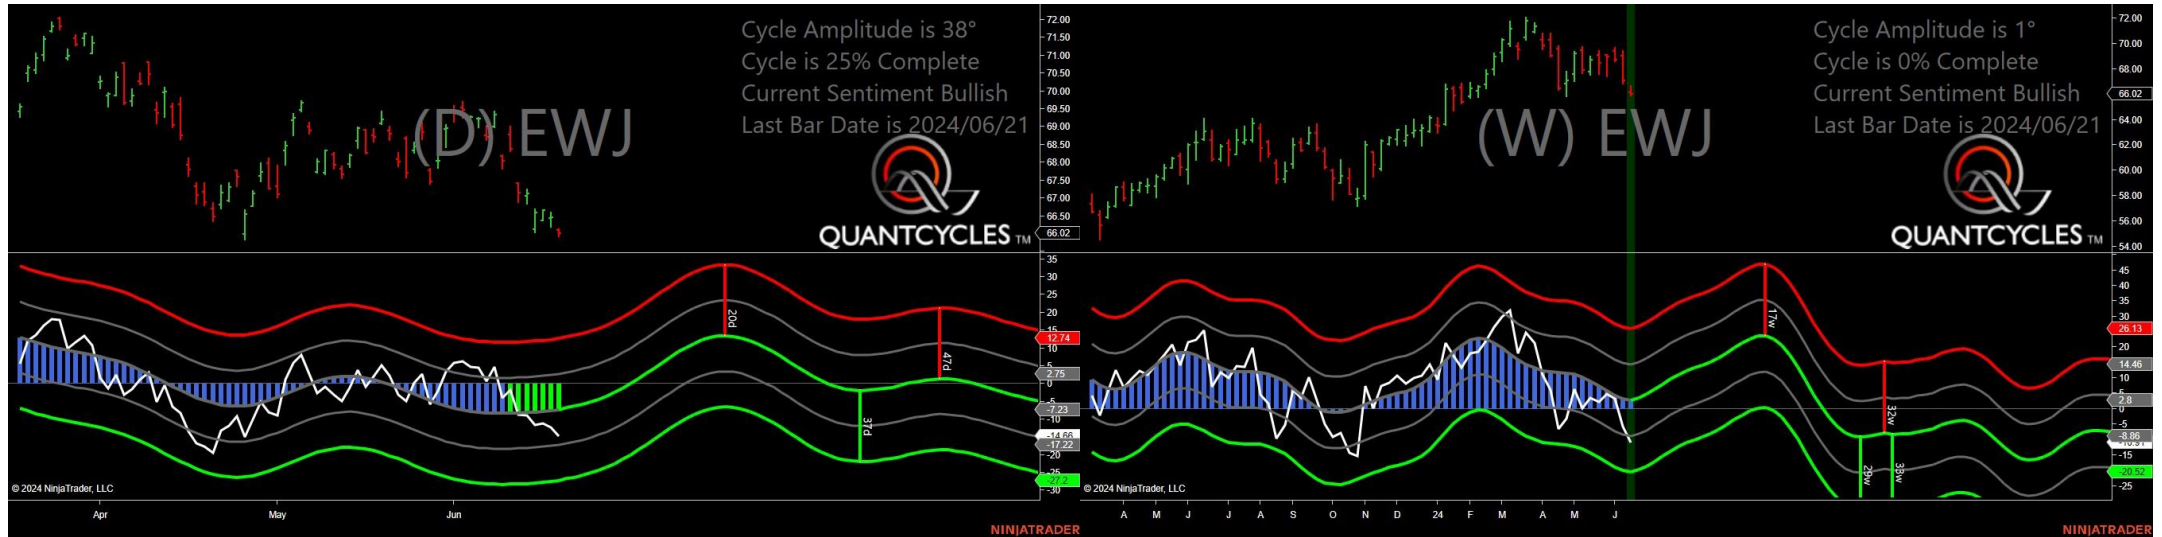 Cycle Amplitude is 38°
Cycle is 25% Complete
Current Sentiment Bullish
Last Bar Date is 2024/06/21
(D) EWJ
QUANTCYCLES TM
72.00
71.50
71.00
70.50
70.00
69.50
69.00
68.50
68.00
67.50
67.00
66.50
66.02
35
30
25
20
15
12.74
10
5
2.75
0
-5
-7.23
-10
-14.66
-17.22
-20
-25
-27.2
-30
20d
37d
47d
© 2024 NinjaTrader, LLC
Apr
May
Jun
NINJATRADER
Cycle Amplitude is 1°
Cycle is 0% Complete
Current Sentiment Bullish
Last Bar Date is 2024/06/21
(W) EWJ
QUANTCYCLES TM
72.00
70.00
68.00
66.02
64.00
62.00
60.00
58.00
56.00
54.00
45
40
35
30
26.13
20
14.46
10
5
2.8
0
-5
-8.86
-15
-20.52
-25
17w
32w
29w
33w
© 2024 NinjaTrader, LLC
A M J J A S O N D 24 F M A M J
NINJATRADER